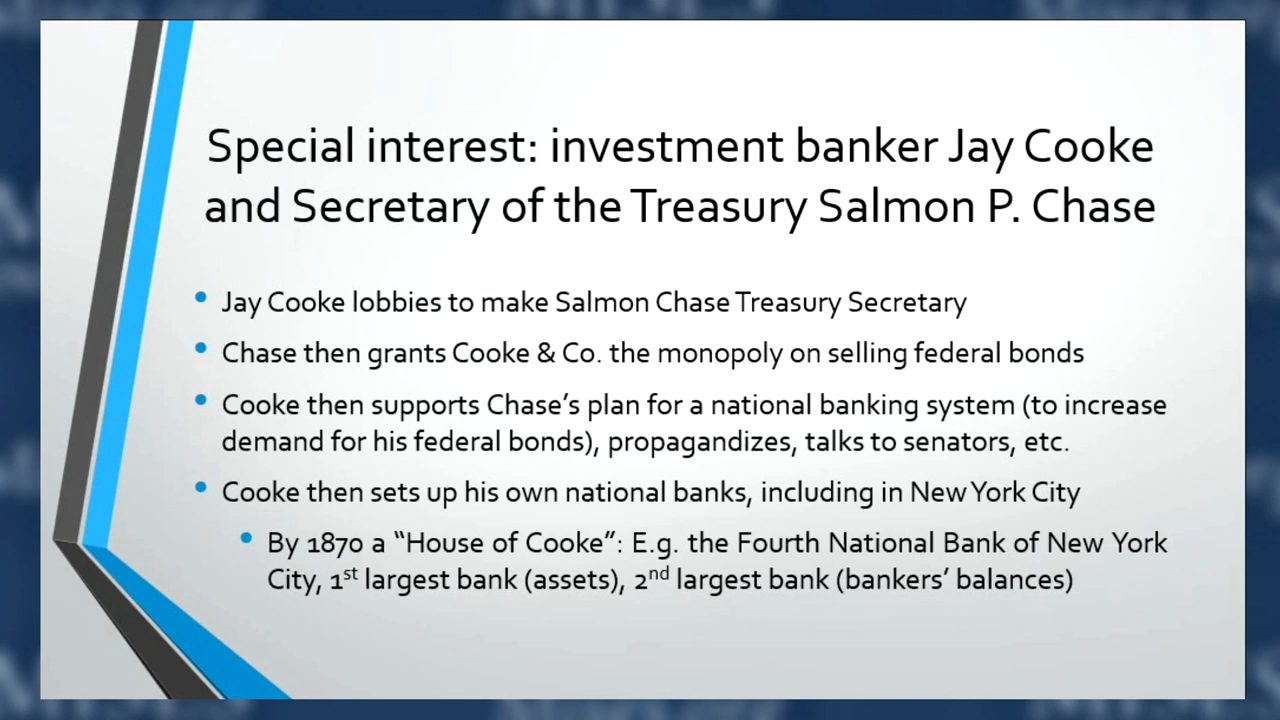 Special interest: investment banker Jay Cooke
and Secretary of the Treasury Salmon P. Chase
• Jay Cooke lobbies to make Salmon Chase Treasury Secretary
• Chase then grants Cooke & Co. the monopoly on selling federal bonds
• Cooke then supports Chase's plan for a national banking system (to increase
demand for his federal bonds), propagandizes, talks to senators, etc.
• Cooke then sets up his own national banks, including in New York City
• By 1870 a “House of Cooke”: E.g. the Fourth National Bank of New York
City, 1st largest bank (assets), 2nd largest bank (bankers’ balances)